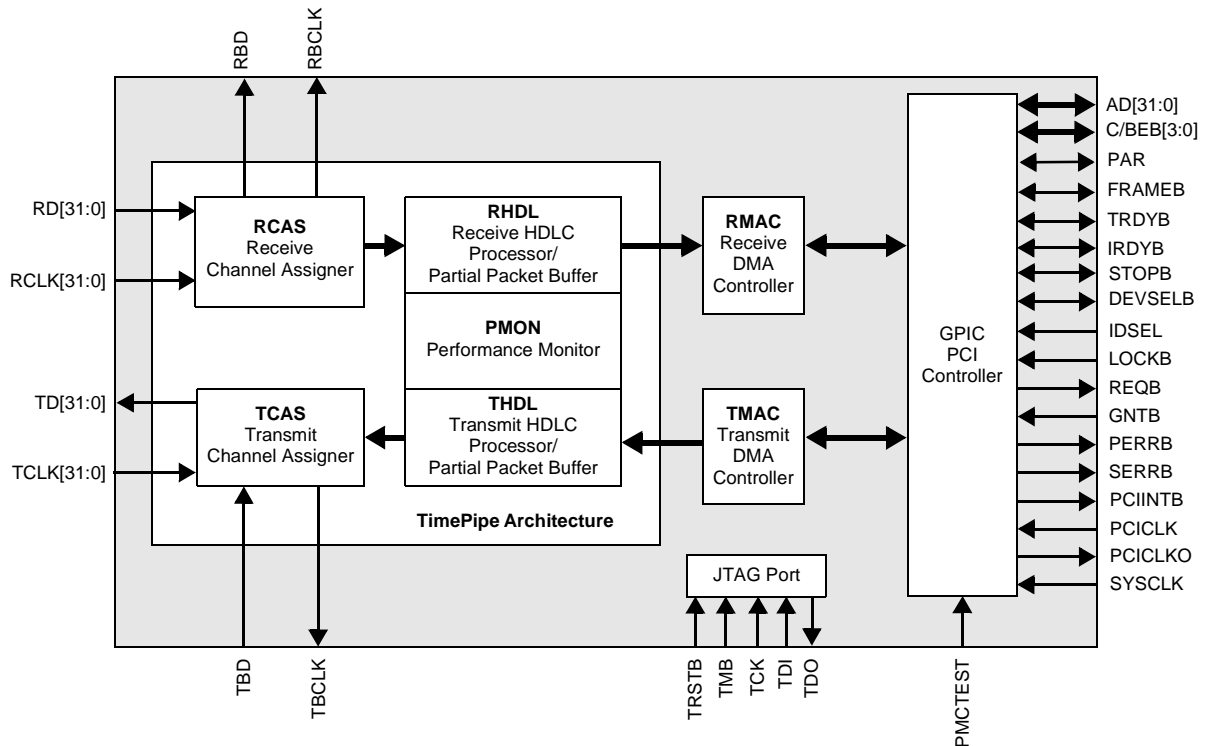 RBD
RBCLK
RD[31:0]
RCLK[31:0]
TD[31:0]
TCLK[31:0]
RCAS
Receive
Channel Assigner
RHDL
Receive HDLC
Processor/
Partial Packet Buffer
PMON
Performance Monitor
TCAS
Transmit
Channel Assigner
THDL
Transmit HDLC
Processor/
Partial Packet Buffer
TimePipe Architecture
RMAC
Receive
DMA
Controller
TMAC
Transmit
DMA
Controller
JTAG Port
GPIC
PCI
Controller
AD[31:0]
C/BEB[3:0]
PAR
FRAMEB
TRDYB
IRDYB
STOPB
DEVSELB
IDSEL
LOCKB
REQB
GNTB
PERRB
SERRB
PCIINTB
PCICLK
PCICLKO
SYSCLK
TBD
TBCLK
TRSTB
TMB
TCK
TDI
TDO
PMCTEST